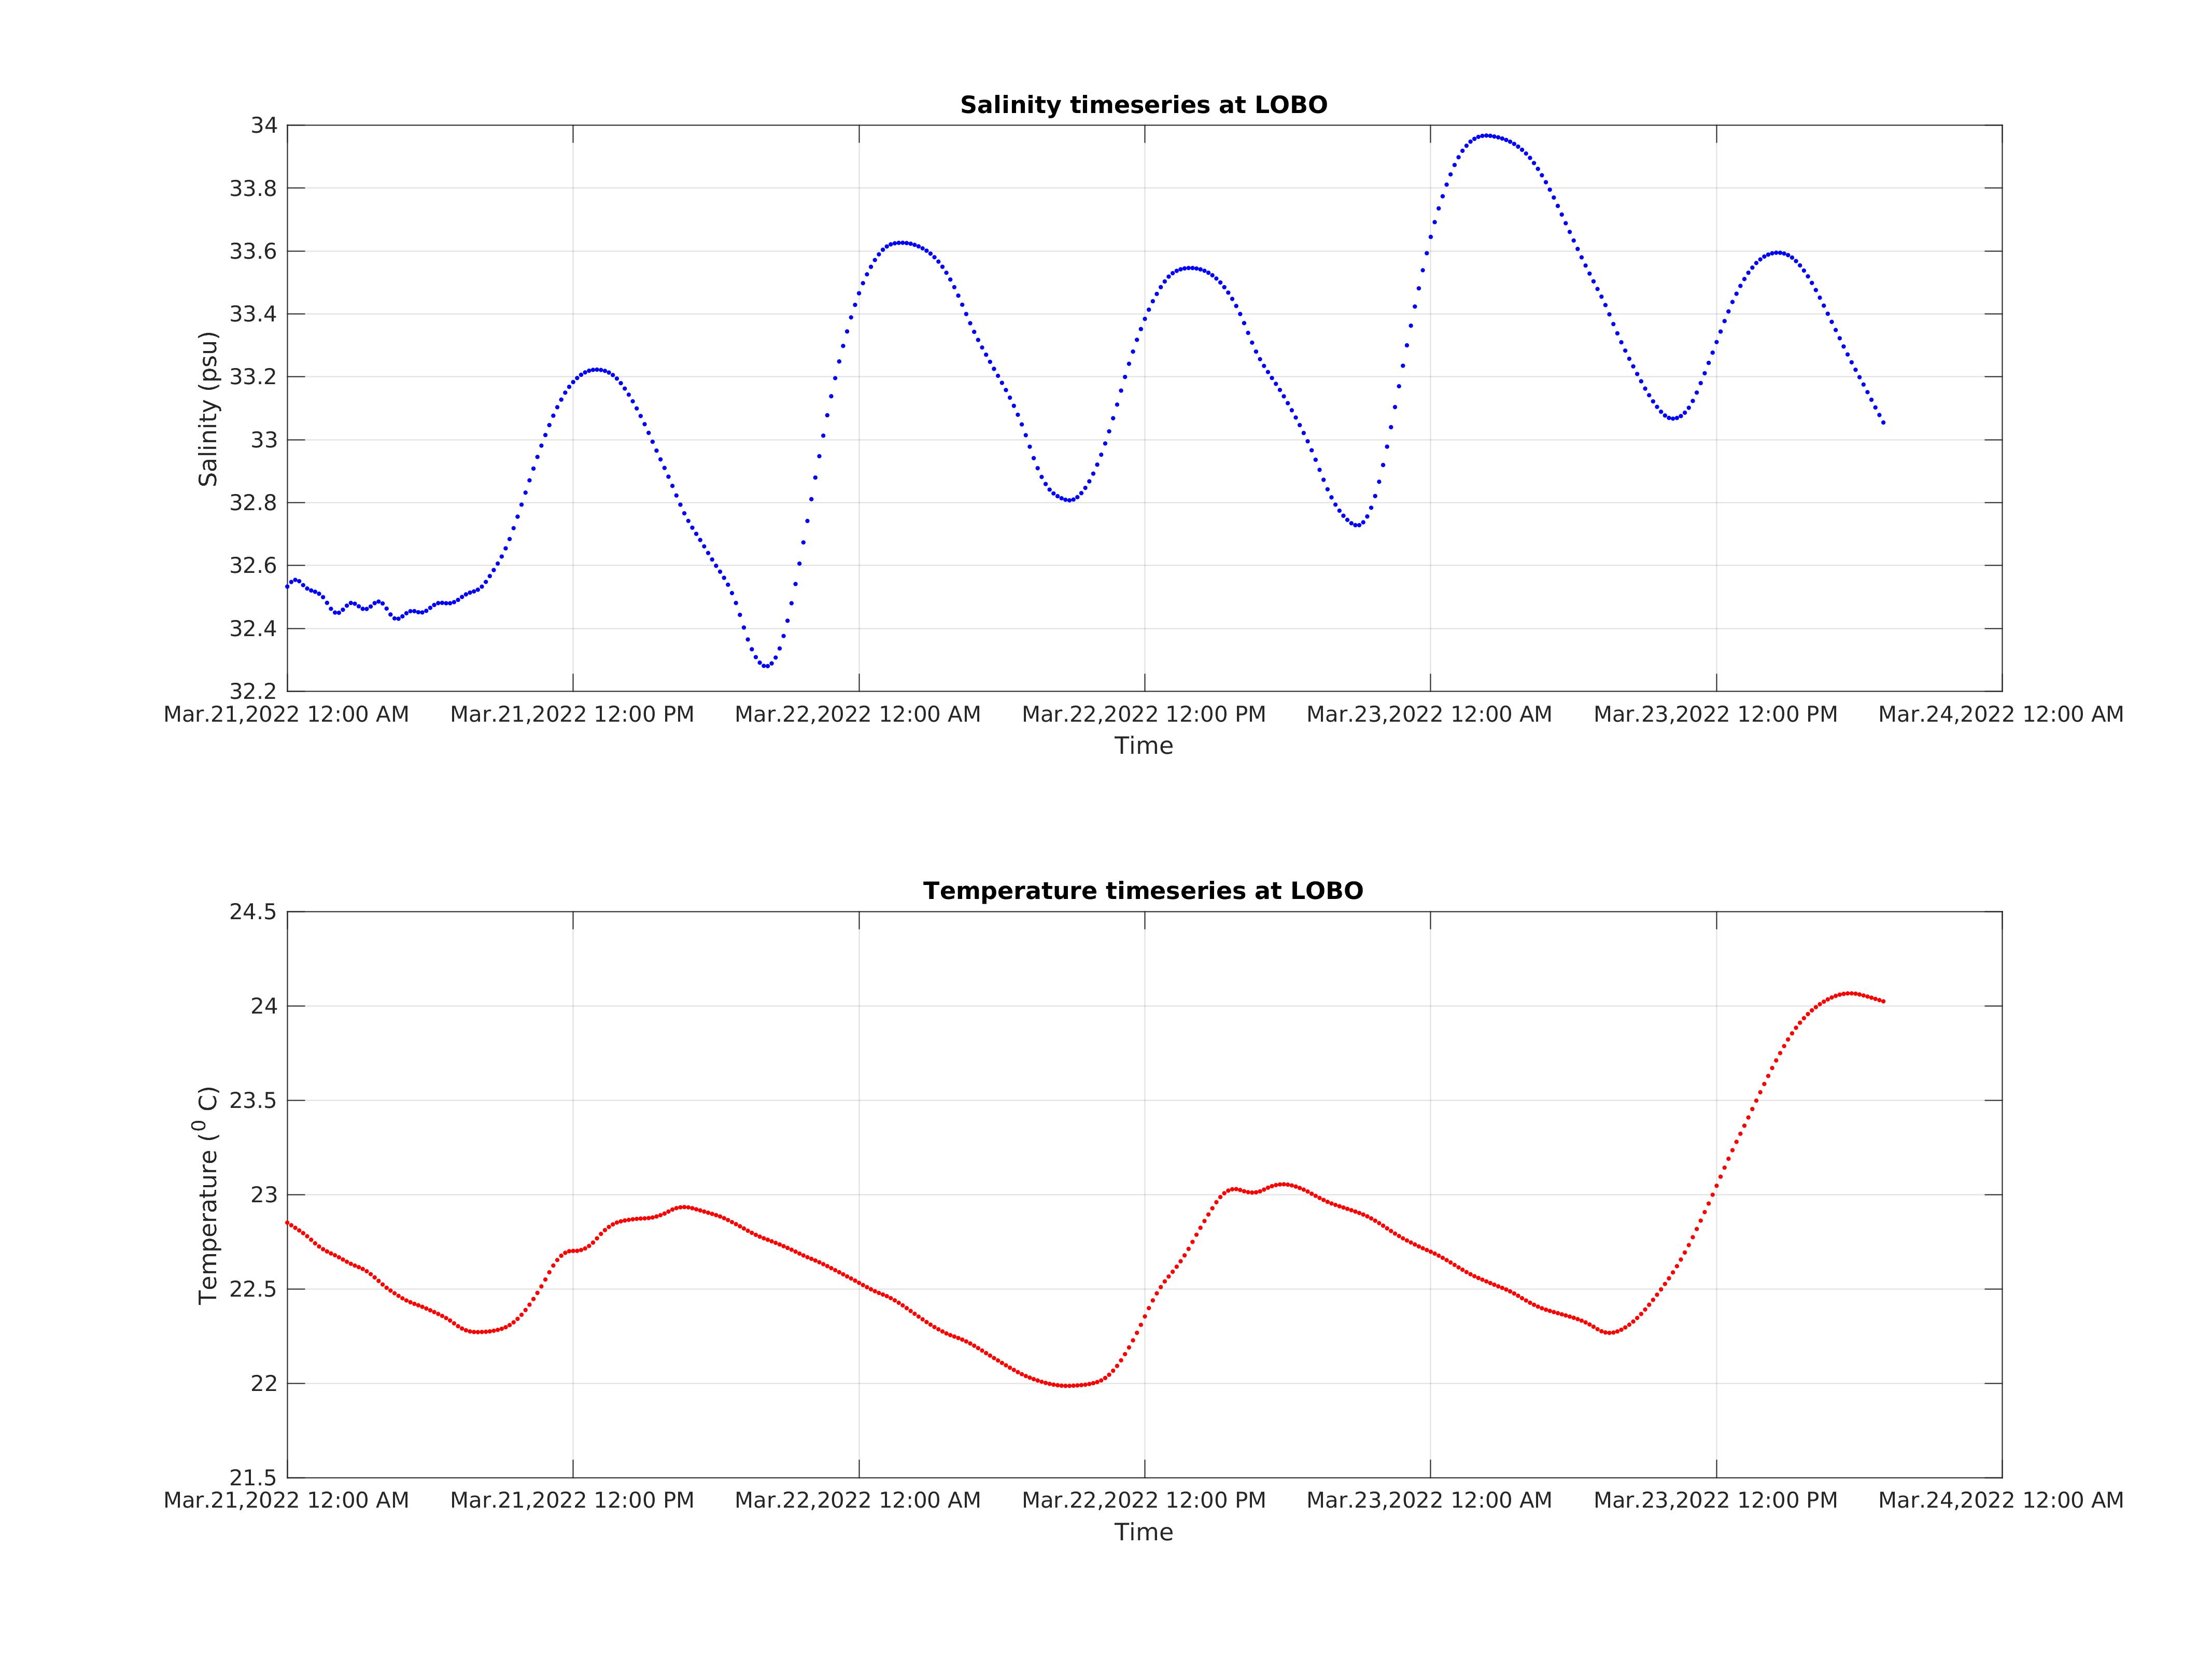 Salinity timeseries at LOBO
34
33.8
33.6
33.4
33.2
33
32.8
32.6
32.4
32.2
Salinity (psu)
Mar.21,2022 12:00 AM Mar.21,2022 12:00 PM Mar.22,2022 12:00 AM Mar.22,2022 12:00 PM Mar.23,2022 12:00 AM Mar.23,2022 12:00 PM Mar.24,2022 12:00 AM
Time
Temperature timeseries at LOBO
24.5
24
23.5
23
22.5
22
21.5
Temperature (⁰ C)
Mar.21,2022 12:00 AM Mar.21,2022 12:00 PM Mar.22,2022 12:00 AM Mar.22,2022 12:00 PM Mar.23,2022 12:00 AM Mar.23,2022 12:00 PM Mar.24,2022 12:00 AM
Time